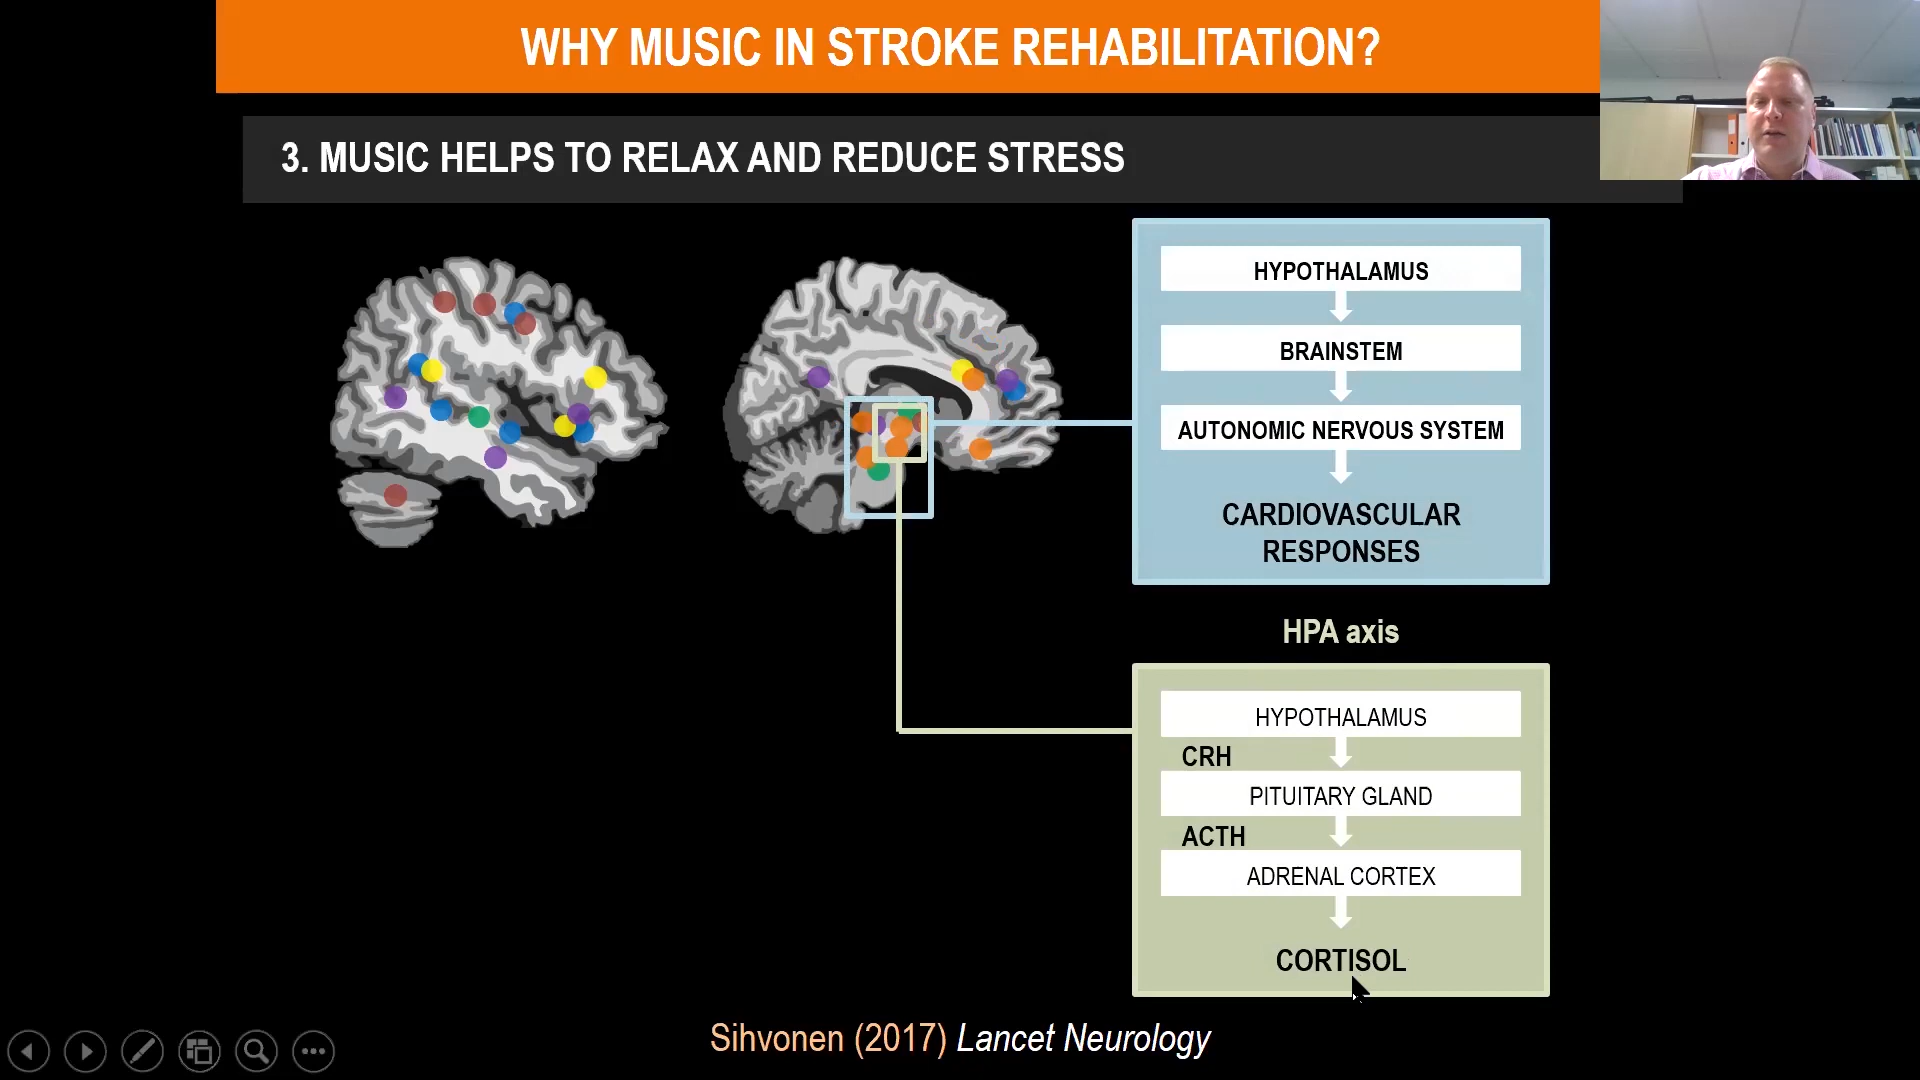 WHY MUSIC IN STROKE REHABILITATION?
3. MUSIC HELPS TO RELAX AND REDUCE STRESS
HYPOTHALAMUS
BRAINSTEM
AUTONOMIC NERVOUS SYSTEM
CARDIOVASCULAR
RESPONSES
HPA axis
HYPOTHALAMUS
CRH
PITUITARY GLAND
ACTH
ADRENAL CORTEX
CORTISOL
Sihvonen (2017) Lancet Neurology